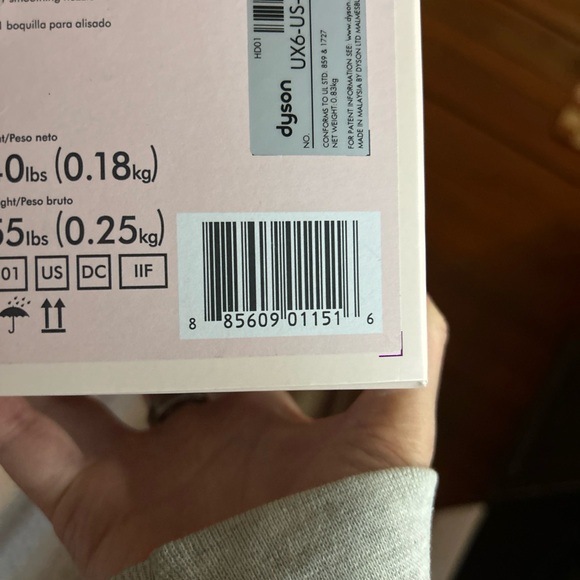 1 boquilla para alisado
HD01
dyson
NO. UX6-US-
CONFORMS TO UL STD. 859 & 1727
NET WEIGHT: 0.83kg
FOR PATENT INFORMATION SEE: www.dyson.
MADE IN MALAYSIA BY DYSON LTD MALMESBU
ht/Peso neto
0lbs (0.18kg)
ght/Peso bruto
55lbs (0.25kg)
01 US DC IIF
8 85609 01151 6